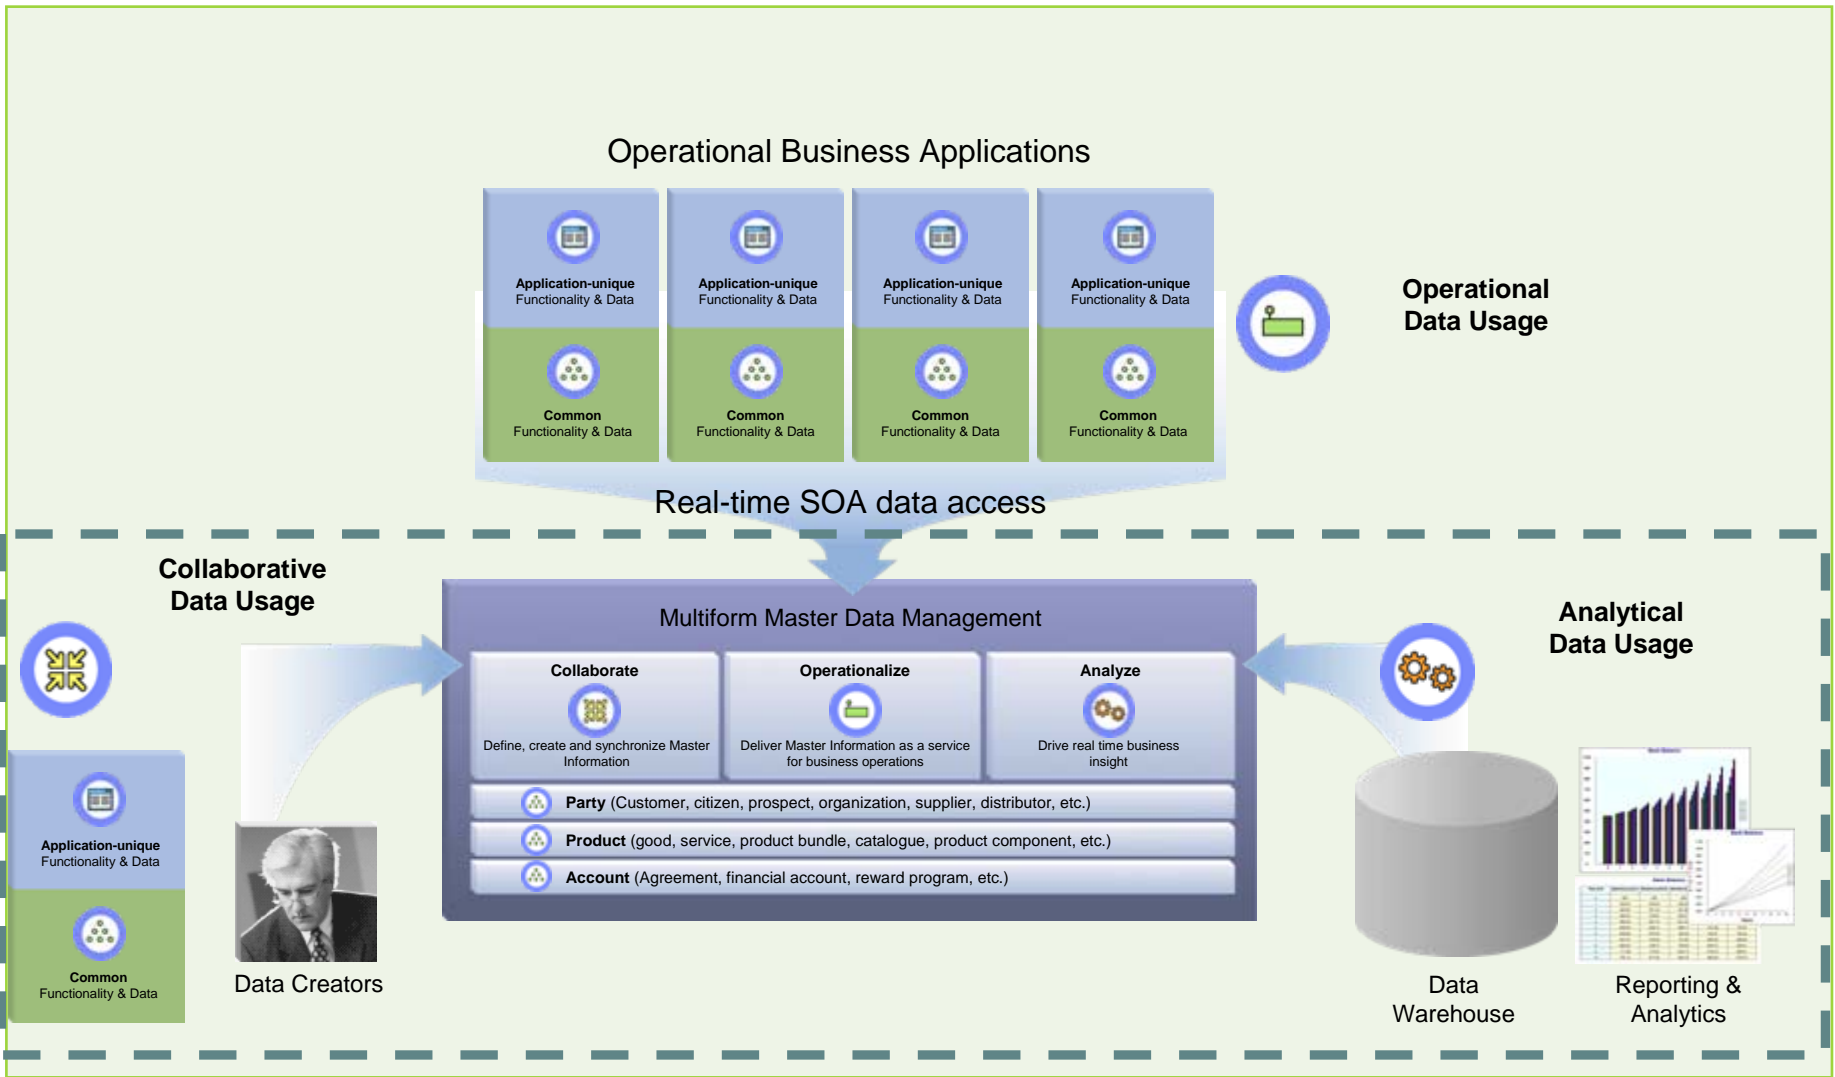 Operational Business Applications
Application-unique
Functionality & Data
Application-unique
Functionality & Data
Application-unique
Functionality & Data
Application-unique
Functionality & Data
Common
Functionality & Data
Common
Functionality & Data
Common
Functionality & Data
Common
Functionality & Data
Operational
Data Usage
Real-time SOA data access
Collaborative
Data Usage
Application-unique
Functionality & Data
Common
Functionality & Data
Data Creators
Multiform Master Data Management
Collaborate
Define, create and synchronize Master
Information
Operationalize
Deliver Master Information as a service
for business operations
Analyze
Drive real time business
insight
Party (Customer, citizen, prospect, organization, supplier, distributor, etc.)
Product (good, service, product bundle, catalogue, product component, etc.)
Account (Agreement, financial account, reward program, etc.)
Analytical
Data Usage
Data
Warehouse
Reporting &
Analytics